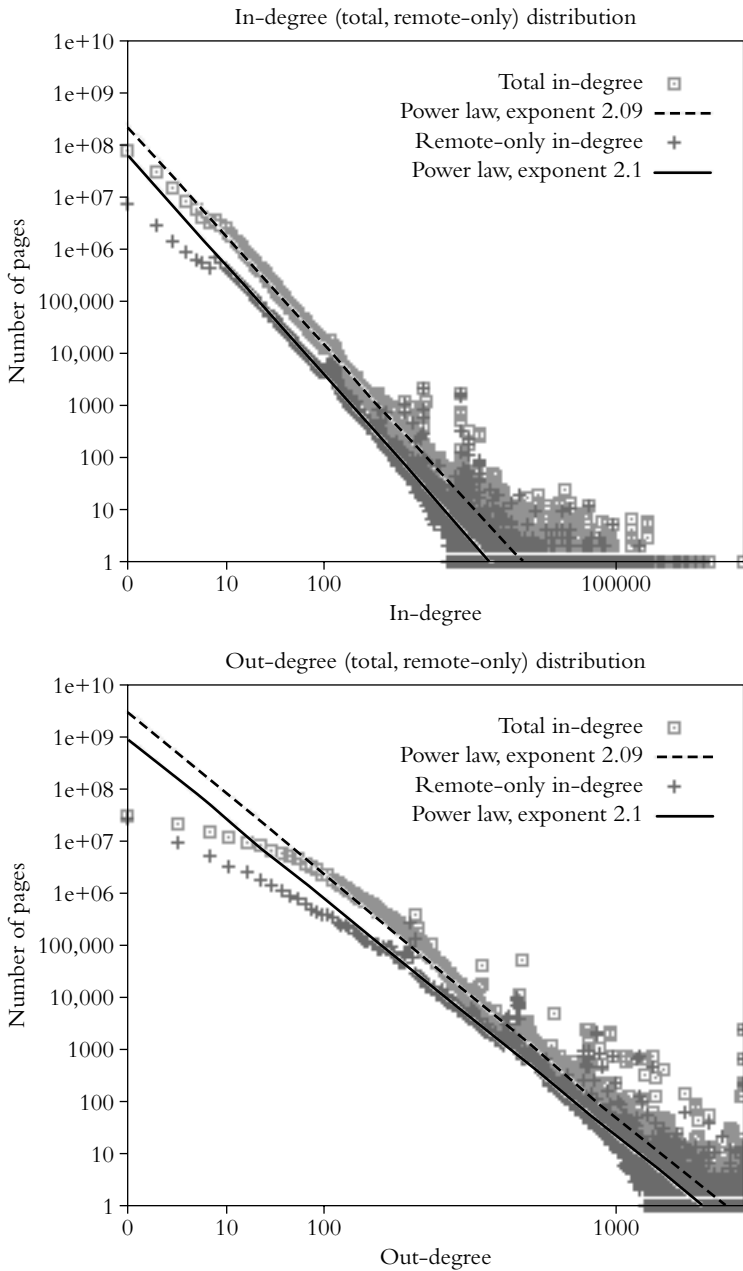 In-degree (total, remote-only) distribution
1e+10
1e+09
1e+08
1e+07
1e+06
100,000
10,000
1000
100
10
1
Number of pages
Total in-degree
Power law, exponent 2.09
Remote-only in-degree
Power law, exponent 2.1
0
10
100
100000
In-degree
Out-degree (total, remote-only) distribution
1e+10
1e+09
1e+08
1e+07
1e+06
100,000
10,000
1000
100
10
1
Number of pages
Total in-degree
Power law, exponent 2.09
Remote-only in-degree
Power law, exponent 2.1
0
10
100
1000
Out-degree